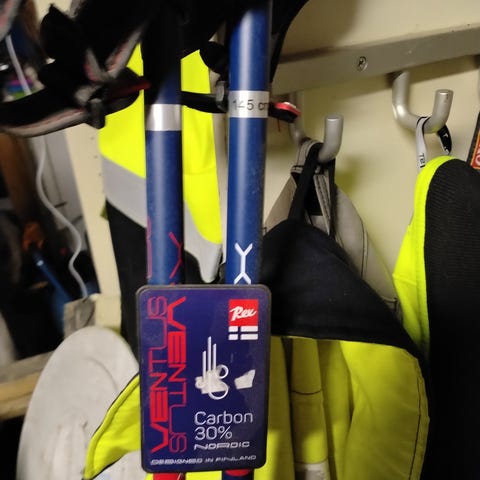 145 cm
Rex
VENTUS
VENTUS
Carbon
30%
NORDIC
DESIGNED IN FINLAND